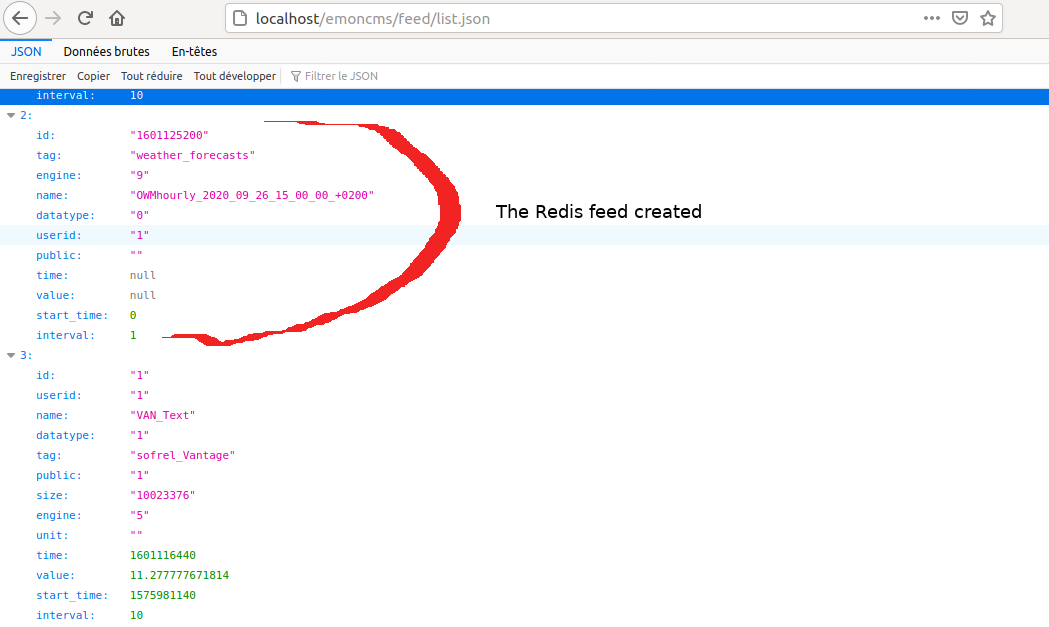 localhost/emoncms/feed/list.json
JSON Données brutes En-têtes
Enregistrer Copier Tout réduire Tout développer Filtrer le JSON
interval: 10
2:
id: "1601125200"
tag: "weather_forecasts"
engine: "9"
name: "OWMhourly_2020_09_26_15_00_00_+0200"
datatype: "0"
The Redis feed created
userid: "1"
public: ""
time: null
value: null
start_time: 0
interval: 1
3:
id: "1"
userid: "1"
name: "VAN_Text"
datatype: "1"
tag: "sofrel_Vantage"
public: "1"
size: "10023376"
engine: "5"
unit: ""
time: 1601116440
value: 11.277777671814
start_time: 1575981140
interval: 10